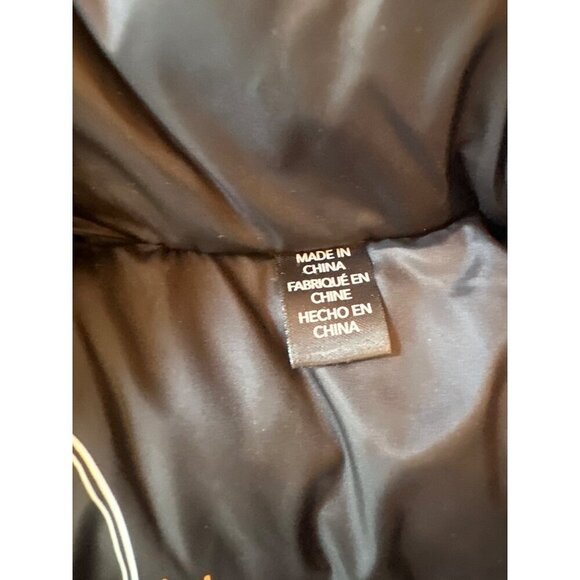 MADE IN
CHINA
FABRIQUÉ EN
CHINE
HECHO EN
CHINA